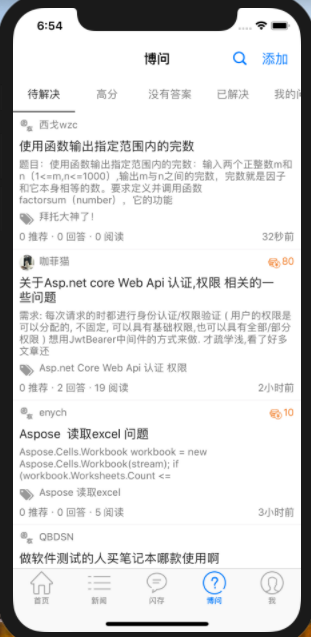 6:54
博问
添加
待解决 高分 没有答案 已解决 我的问
西戈wzc
使用函数输出指定范围内的完数
题目：使用函数输出指定范围内的完数：输入两个正整数m和
n（1<=m,n<=1000）,输出m与n之间的完数，完数就是因子
和它本身相等的数。要求定义并调用函数
factorsum（number），它的功能
拜托大神了！
0 推荐 · 0 回答 · 0 阅读 32秒前
咖菲猫 80
关于Asp.net core Web Api 认证,权限 相关的一
些问题
需求: 每次请求的时都进行身份认证/权限验证 ( 用户的权限是
可以分配的, 不固定, 可以具有基础权限,也可以具有全部/部分
权限 ) 想用JwtBearer中间件的方式来做. 才疏学浅,看了好多
文章还
Asp.net Core Web Api 认证 权限
0 推荐 · 2 回答 · 19 阅读 2小时前
enych 10
Aspose 读取excel 问题
Aspose.Cells.Workbook workbook = new
Aspose.Cells.Workbook(stream); if
(workbook.Worksheets.Count <=
Aspose 读取excel
0 推荐 · 0 回答 · 5 阅读 3小时前
QBDSN
做软件测试的人买笔记本哪款使用啊
首页 新闻 闪存 博问 我